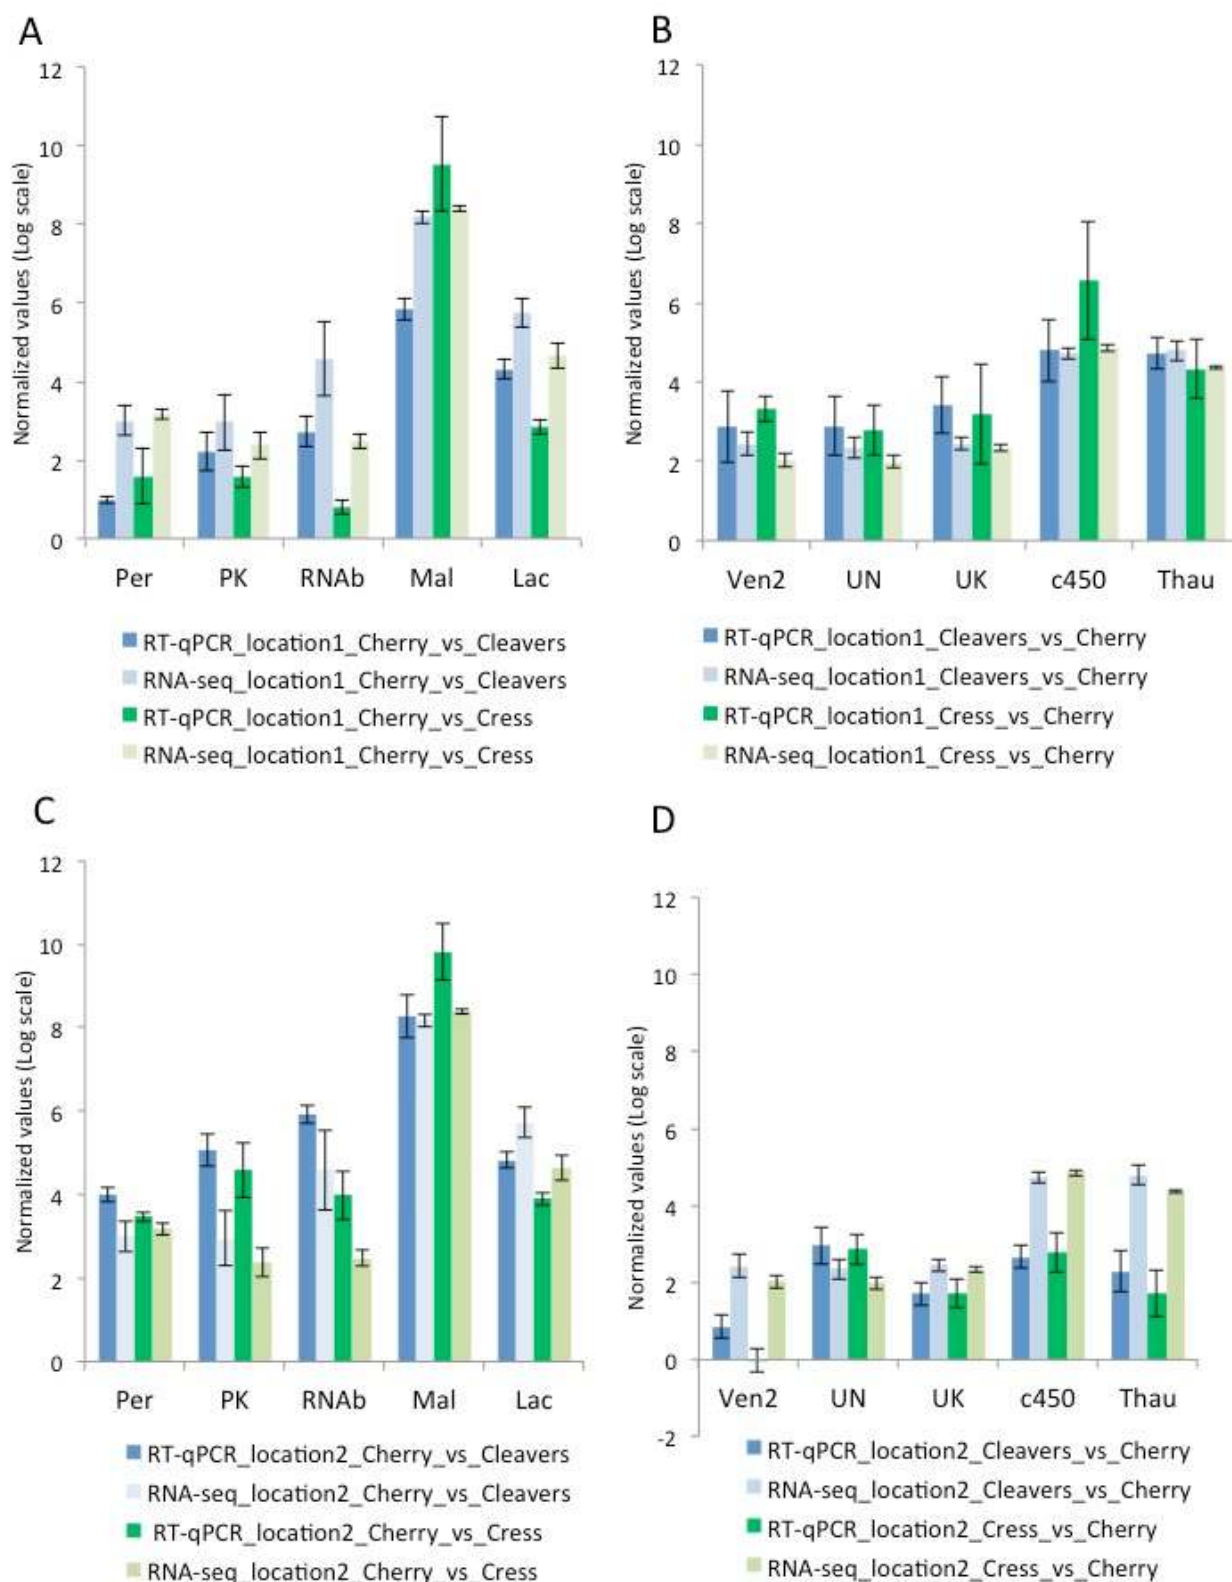 A
Normalized values (Log scale)
12
10
8
6
4
2
0
Per PK RNAb Mal Lac
RT-qPCR_location1_Cherry_vs_Cleavers
RNA-seq_location1_Cherry_vs_Cleavers
RT-qPCR_location1_Cherry_vs_Cress
RNA-seq_location1_Cherry_vs_Cress
B
Normalized values (Log scale)
12
10
8
6
4
2
0
Ven2 UN UK c450 Thau
RT-qPCR_location1_Cleavers_vs_Cherry
RNA-seq_location1_Cleavers_vs_Cherry
RT-qPCR_location1_Cress_vs_Cherry
RNA-seq_location1_Cress_vs_Cherry
C
Normalized values (Log scale)
12
10
8
6
4
2
0
Per PK RNAb Mal Lac
RT-qPCR_location2_Cherry_vs_Cleavers
RNA-seq_location2_Cherry_vs_Cleavers
RT-qPCR_location2_Cherry_vs_Cress
RNA-seq_location2_Cherry_vs_Cress
D
Normalized values (Log scale)
12
10
8
6
4
2
0
-2
Ven2 UN UK c450 Thau
RT-qPCR_location2_Cleavers_vs_Cherry
RNA-seq_location2_Cleavers_vs_Cherry
RT-qPCR_location2_Cress_vs_Cherry
RNA-seq_location2_Cress_vs_Cherry